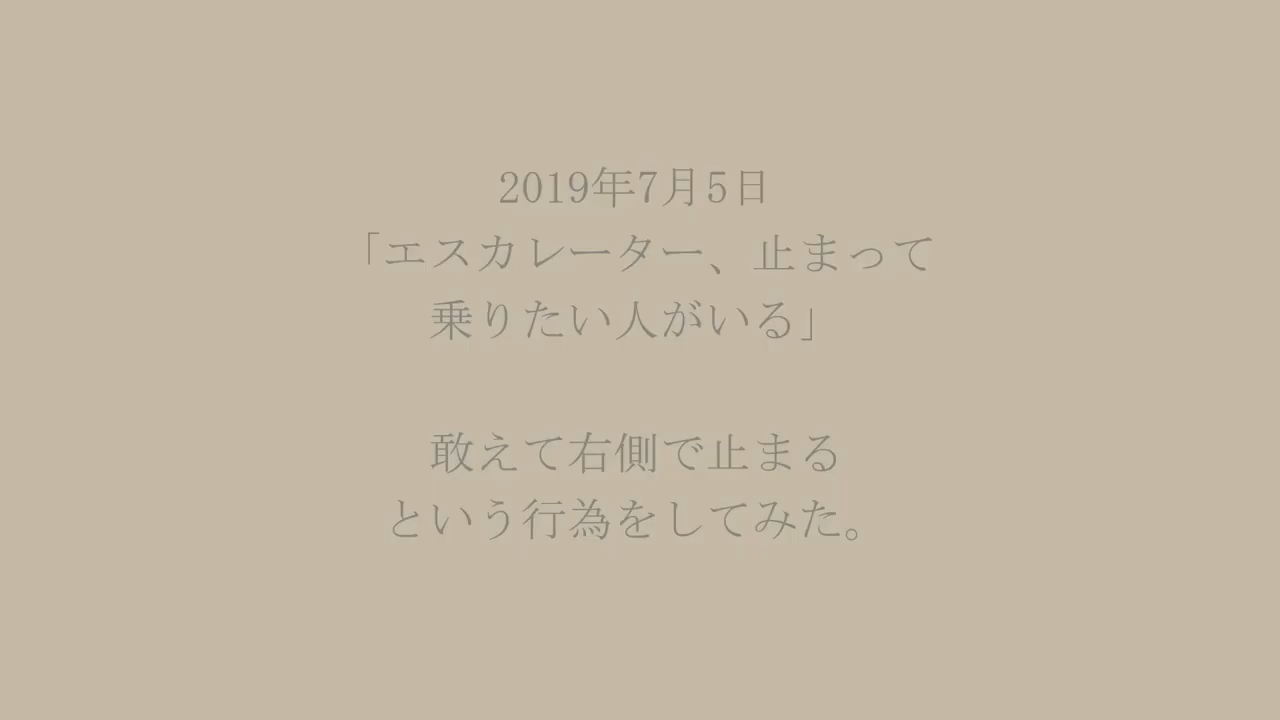 2019年7月5日
「エスカレーター、止まって
乗りたい人がいる」
敢えて右側で止まる
という行為をしてみた。